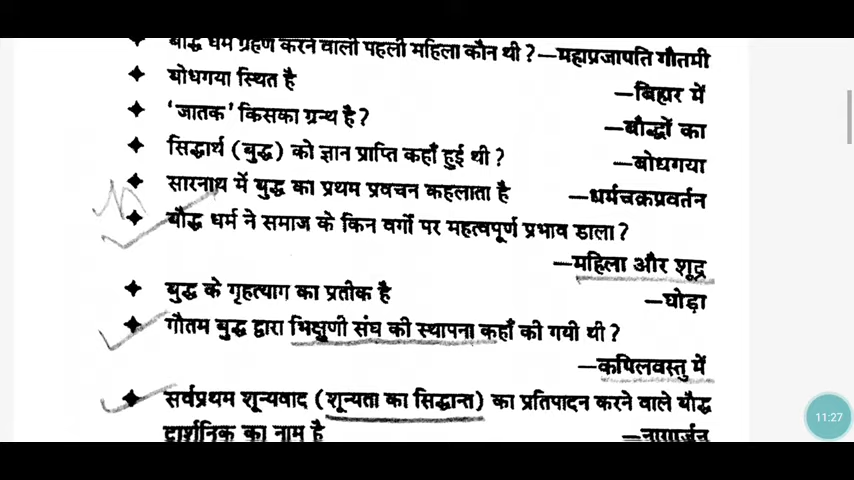 बौद्ध धर्म ग्रहण करने वाली पहली महिला कौन थी ? —महाप्रजापति गौतमी
✦ बोधगया स्थित है —बिहार में
✦ 'जातक' किसका ग्रन्थ है? —बौद्धों का
✦ सिद्धार्थ (बुद्ध) को ज्ञान प्राप्ति कहाँ हुई थी ? —बोधगया
✦ सारनाथ में बुद्ध का प्रथम प्रवचन कहलाता है —धर्मचक्रप्रवर्तन
✦ बौद्ध धर्म ने समाज के किन वर्गों पर महत्वपूर्ण प्रभाव डाला ?
—महिला और शूद्र
✦ बुद्ध के गृहत्याग का प्रतीक है —घोड़ा
✦ गौतम बुद्ध द्वारा भिक्षुणी संघ की स्थापना कहाँ की गयी थी ?
—कपिलवस्तु में
✦ सर्वप्रथम शून्यवाद (शून्यता का सिद्धान्त) का प्रतिपादन करने वाले बौद्ध
दार्शनिक का नाम है —नागार्जुन
11:27